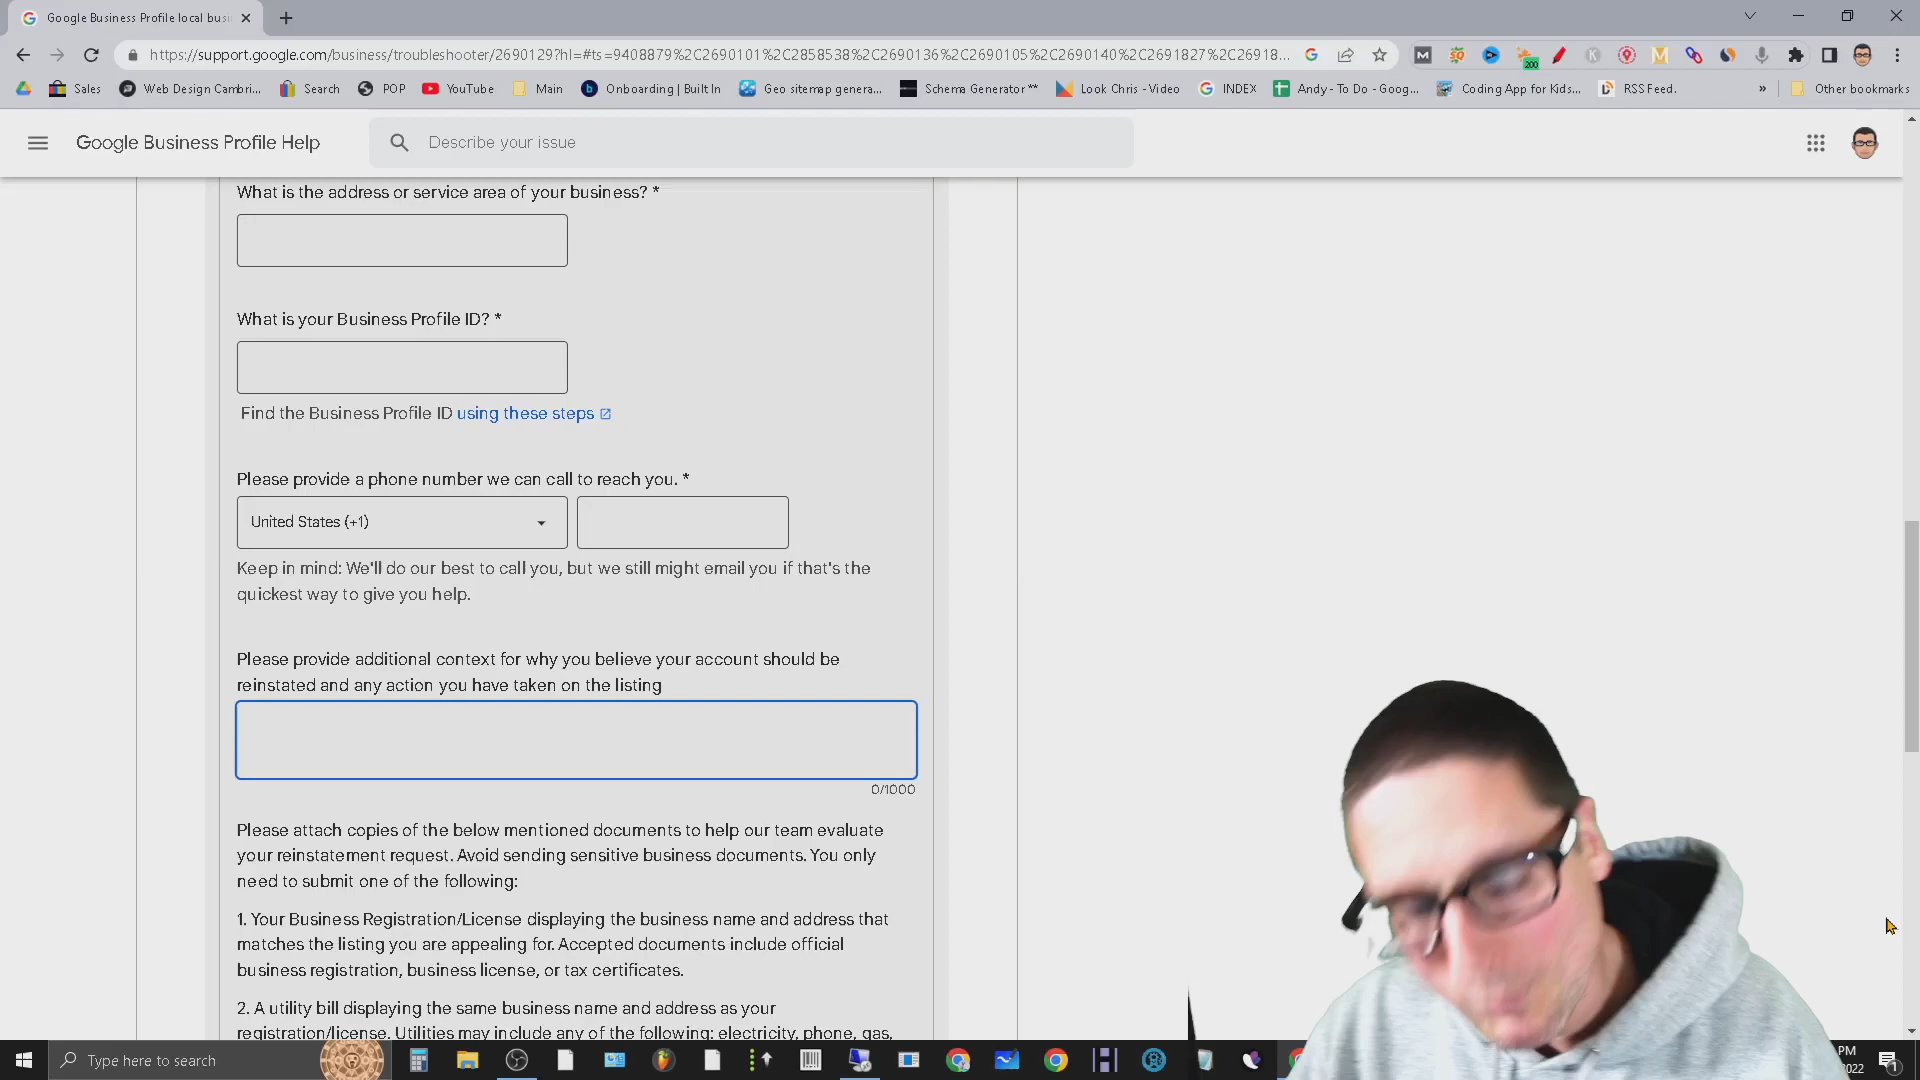 Google Business Profile local busi
https://support.google.com/business/troubleshooter/2690129?hl=#ts=9408879%2C2690101%2C2858538%2C2690136%2C2690105%2C2690140%2C2691827%2C26918...
200
Sales
Web Design Cambri...
Search
POP
YouTube
Main
Onboarding | Built In
Geo sitemap genera...
Schema Generator **
Look Chris - Video
INDEX
Andy - To Do - Goog...
Coding App for Kids...
RSS Feed.
»
Other bookmarks
Google Business Profile Help
Describe your issue
What is the address or service area of your business? *
What is your Business Profile ID? *
Find the Business Profile ID using these steps
Please provide a phone number we can call to reach you. *
United States (+1)
Keep in mind: We'll do our best to call you, but we still might email you if that's the
quickest way to give you help.
Please provide additional context for why you believe your account should be
reinstated and any action you have taken on the listing
0/1000
Please attach copies of the below mentioned documents to help our team evaluate
your reinstatement request. Avoid sending sensitive business documents. You only
need to submit one of the following:
1. Your Business Registration/License displaying the business name and address that
matches the listing you are appealing for. Accepted documents include official
business registration, business license, or tax certificates.
2. A utility bill displaying the same business name and address as your
registration/license. Utilities may include any of the following: electricity, phone, gas,
Type here to search
PM
2022
1